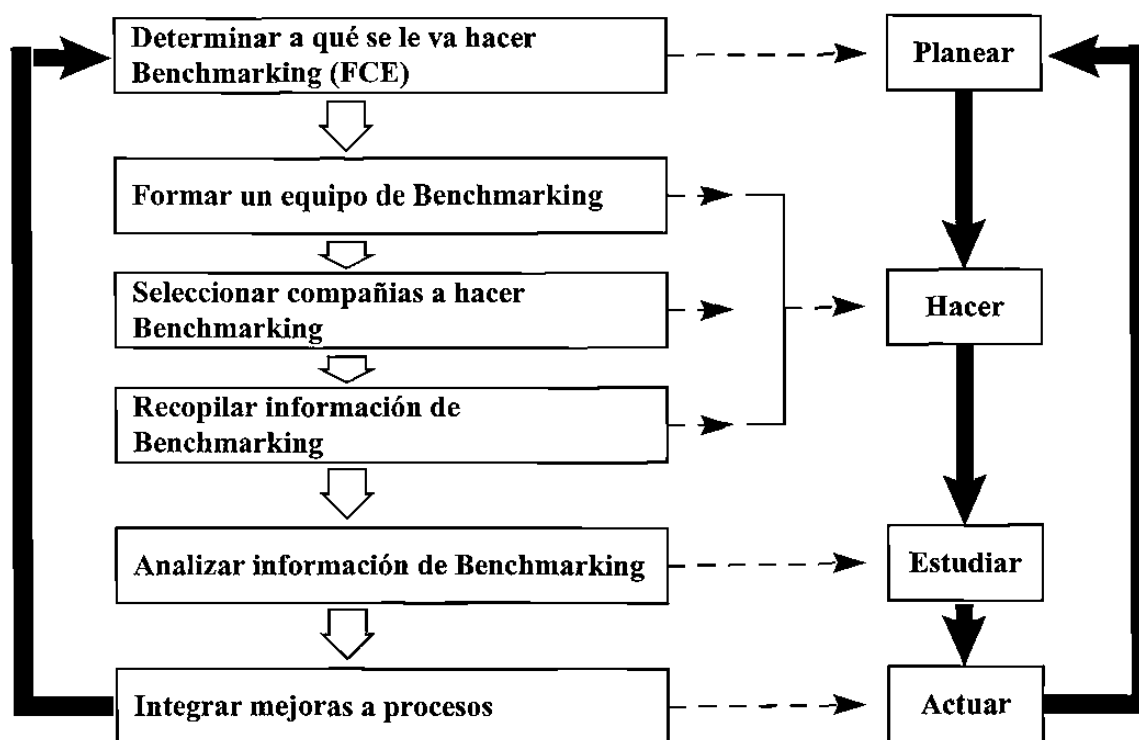 Determinar a qué se le va hacer
Benchmarking (FCE)
Planear
Formar un equipo de Benchmarking
Seleccionar compañias a hacer
Benchmarking
Hacer
Recopilar información de
Benchmarking
Analizar información de Benchmarking
Estudiar
Integrar mejoras a procesos
Actuar